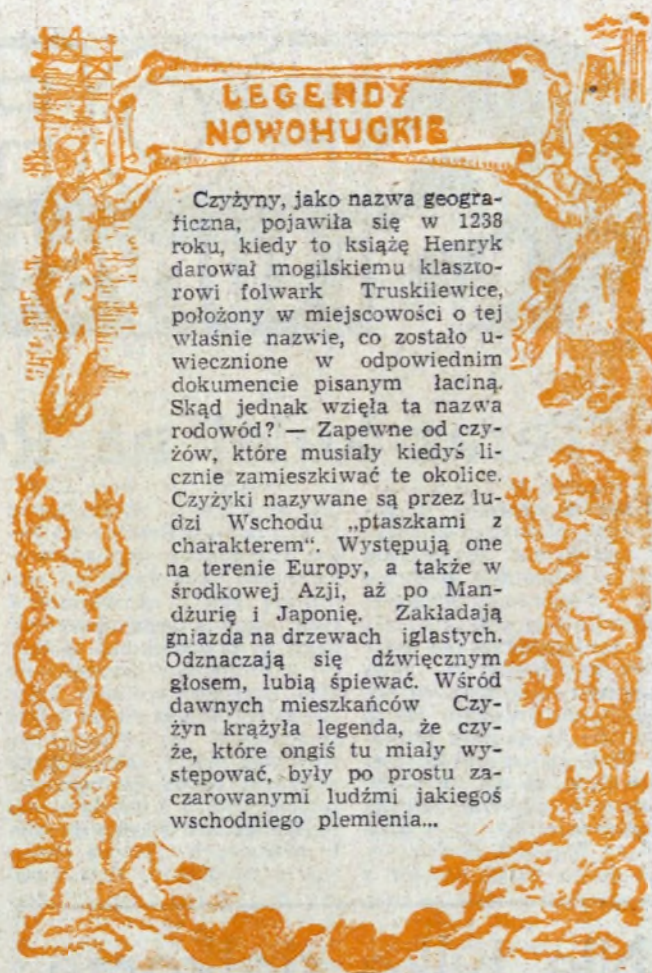 LEGENDY
NOWOHUCKIE
Czyżyny, jako nazwa geogra-
ficzna, pojawiła się w 1238
roku, kiedy to książę Henryk
darował mogilskiemu klaszto-
rowi folwark Truskilewice,
położony w miejscowości o tej
właśnie nazwie, co zostało u-
wiecznione w odpowiednim
dokumencie pisanym łaciną.
Skąd jednak wzięła ta nazwa
rodowód? — Zapewne od czy-
żów, które musiały kiedyś li-
cznie zamieszkiwać te okolice.
Czyżyki nazywane są przez lu-
dzi Wschodu „ptaszkami z
charakterem“. Występują one
na terenie Europy, a także w
środkowej Azji, aż po Man-
dżurię i Japonię. Zakładają
gniazda na drzewach iglastych.
Odznaczają się dźwięcznym
głosem, lubią śpiewać. Wśród
dawnych mieszkańców Czy-
żyn krążyła legenda, że czy-
że, które ongiś tu miały wy-
stępować, były po prostu za-
czarowanymi ludźmi jakiegoś
wschodniego plemienia...